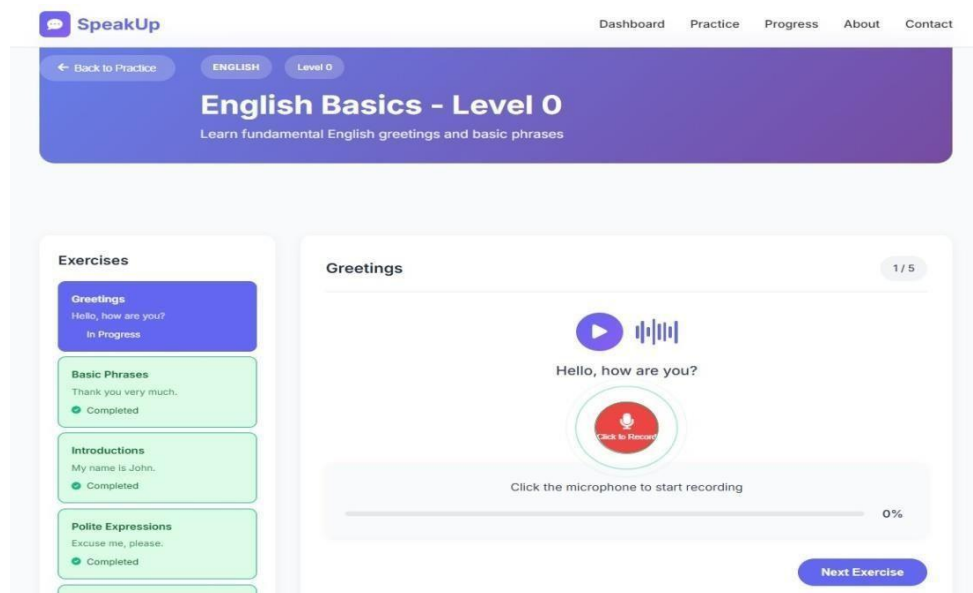 SpeakUp
Dashboard Practice Progress About Contact
← Back to Practice ENGLISH Level 0
English Basics - Level 0
Learn fundamental English greetings and basic phrases
Exercises
Greetings
Hello, how are you?
In Progress
Basic Phrases
Thank you very much.
Completed
Introductions
My name is John.
Completed
Polite Expressions
Excuse me, please.
Completed
Greetings
1 / 5
Hello, how are you?
Click to Record
Click the microphone to start recording
0%
Next Exercise